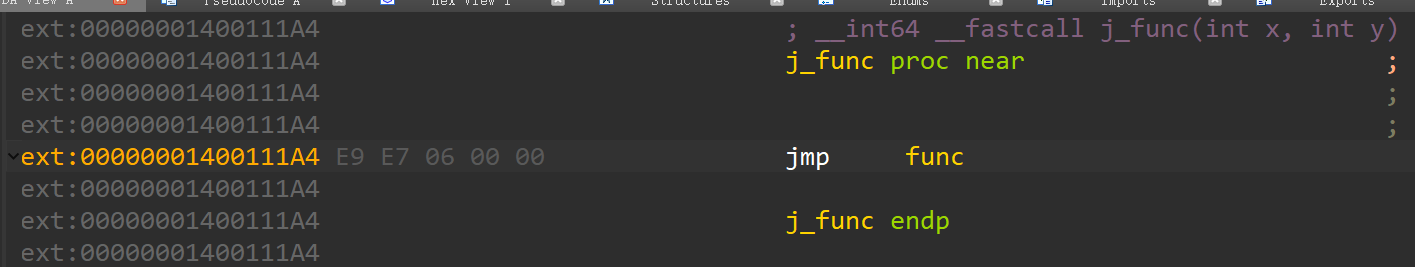 DA View-A Pseudocode-A Hex View-1 Structures Enums Imports Exports
ext:00000001400111A4 ; __int64 __fastcall j_func(int x, int y)
ext:00000001400111A4 j_func proc near ;
ext:00000001400111A4 ;
ext:00000001400111A4 ;
ext:00000001400111A4 E9 E7 06 00 00 jmp func
ext:00000001400111A4
ext:00000001400111A4 j_func endp
ext:00000001400111A4